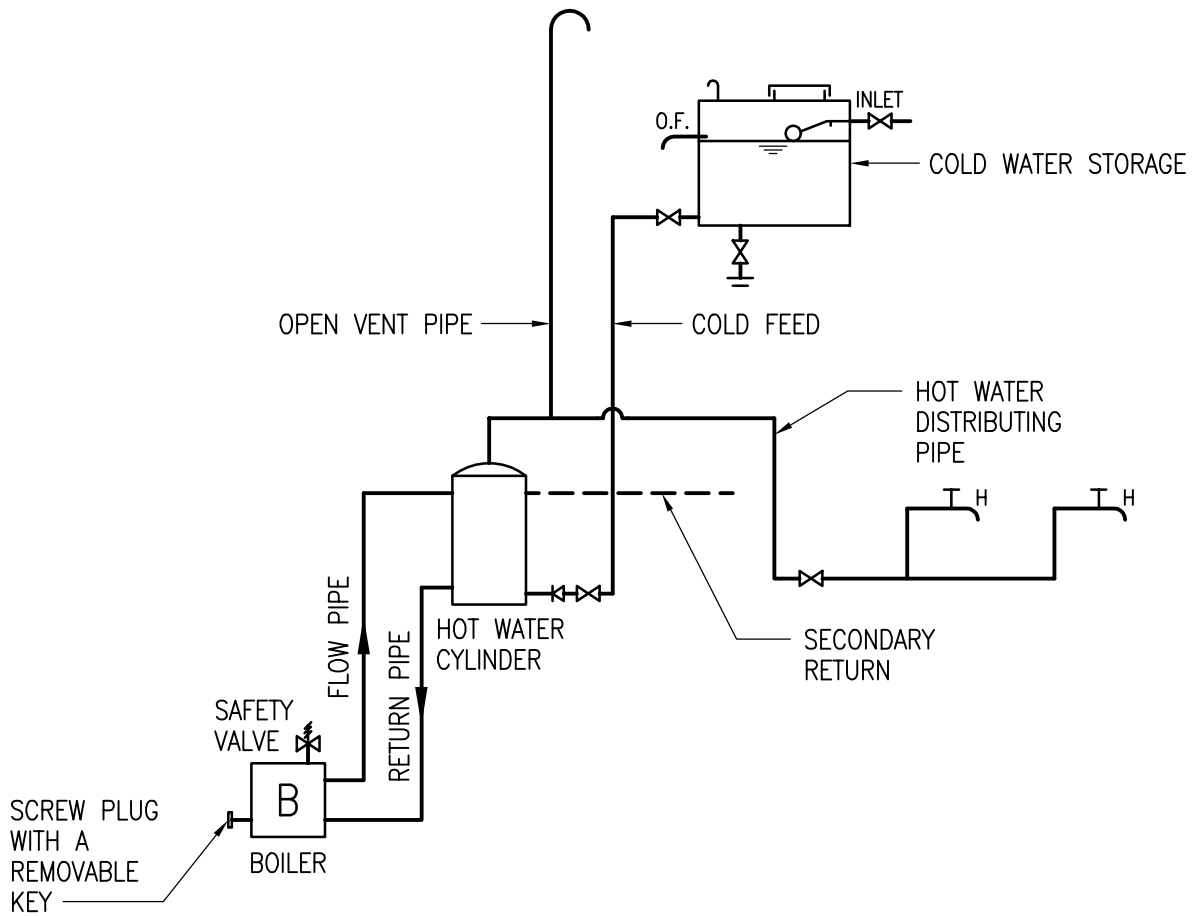 INLET
O.F.
COLD WATER STORAGE
OPEN VENT PIPE
COLD FEED
HOT WATER
DISTRIBUTING
PIPE
H
H
FLOW PIPE
RETURN PIPE
HOT WATER
CYLINDER
SECONDARY
RETURN
SAFETY
VALVE
B
BOILER
SCREW PLUG
WITH A
REMOVABLE
KEY